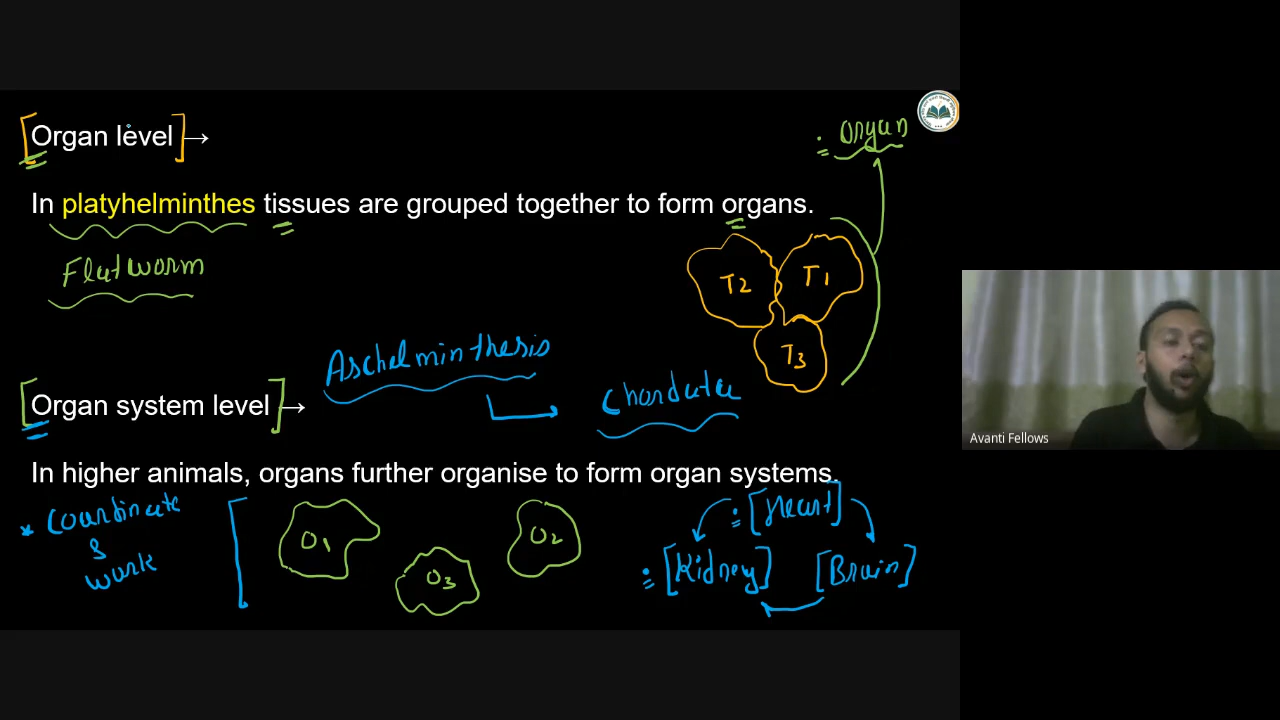 [Organ level]→
: Organ
In platyhelminthes tissues are grouped together to form organs.
Flatworm
T2 T1
T3
Aschelminthesis
Chordata
[Organ system level]→
In higher animals, organs further organise to form organ systems.
* Coordinate
&
work
O1 O3 O2
: [Heart]
: [Kidney] [Brain]
Avanti Fellows